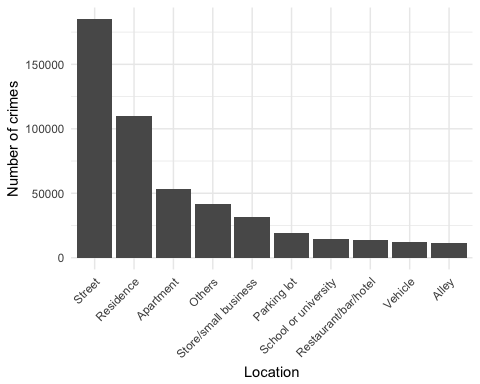 Number of crimes
150000
100000
50000
0
Street
Residence
Apartment
Others
Store/small business
Parking lot
School or university
Restaurant/bar/hotel
Vehicle
Alley
Location